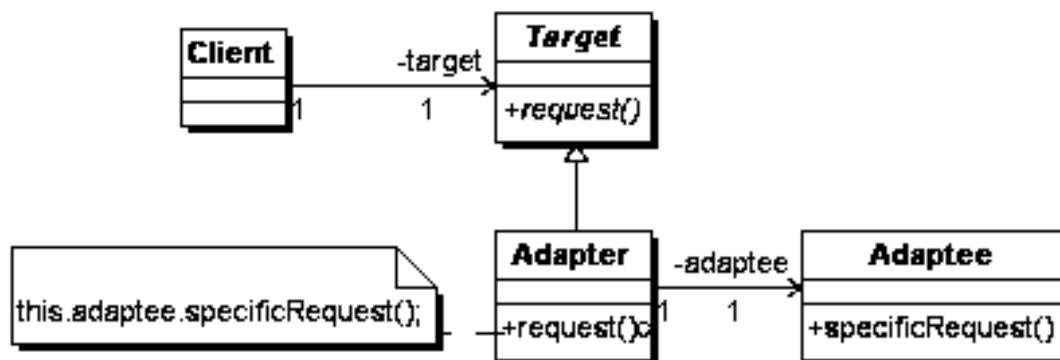 Client
-target
1
1
Target
+request()
this.adaptee.specificRequest();
Adapter
+request()
-adaptee
1
1
Adaptee
+specificRequest()